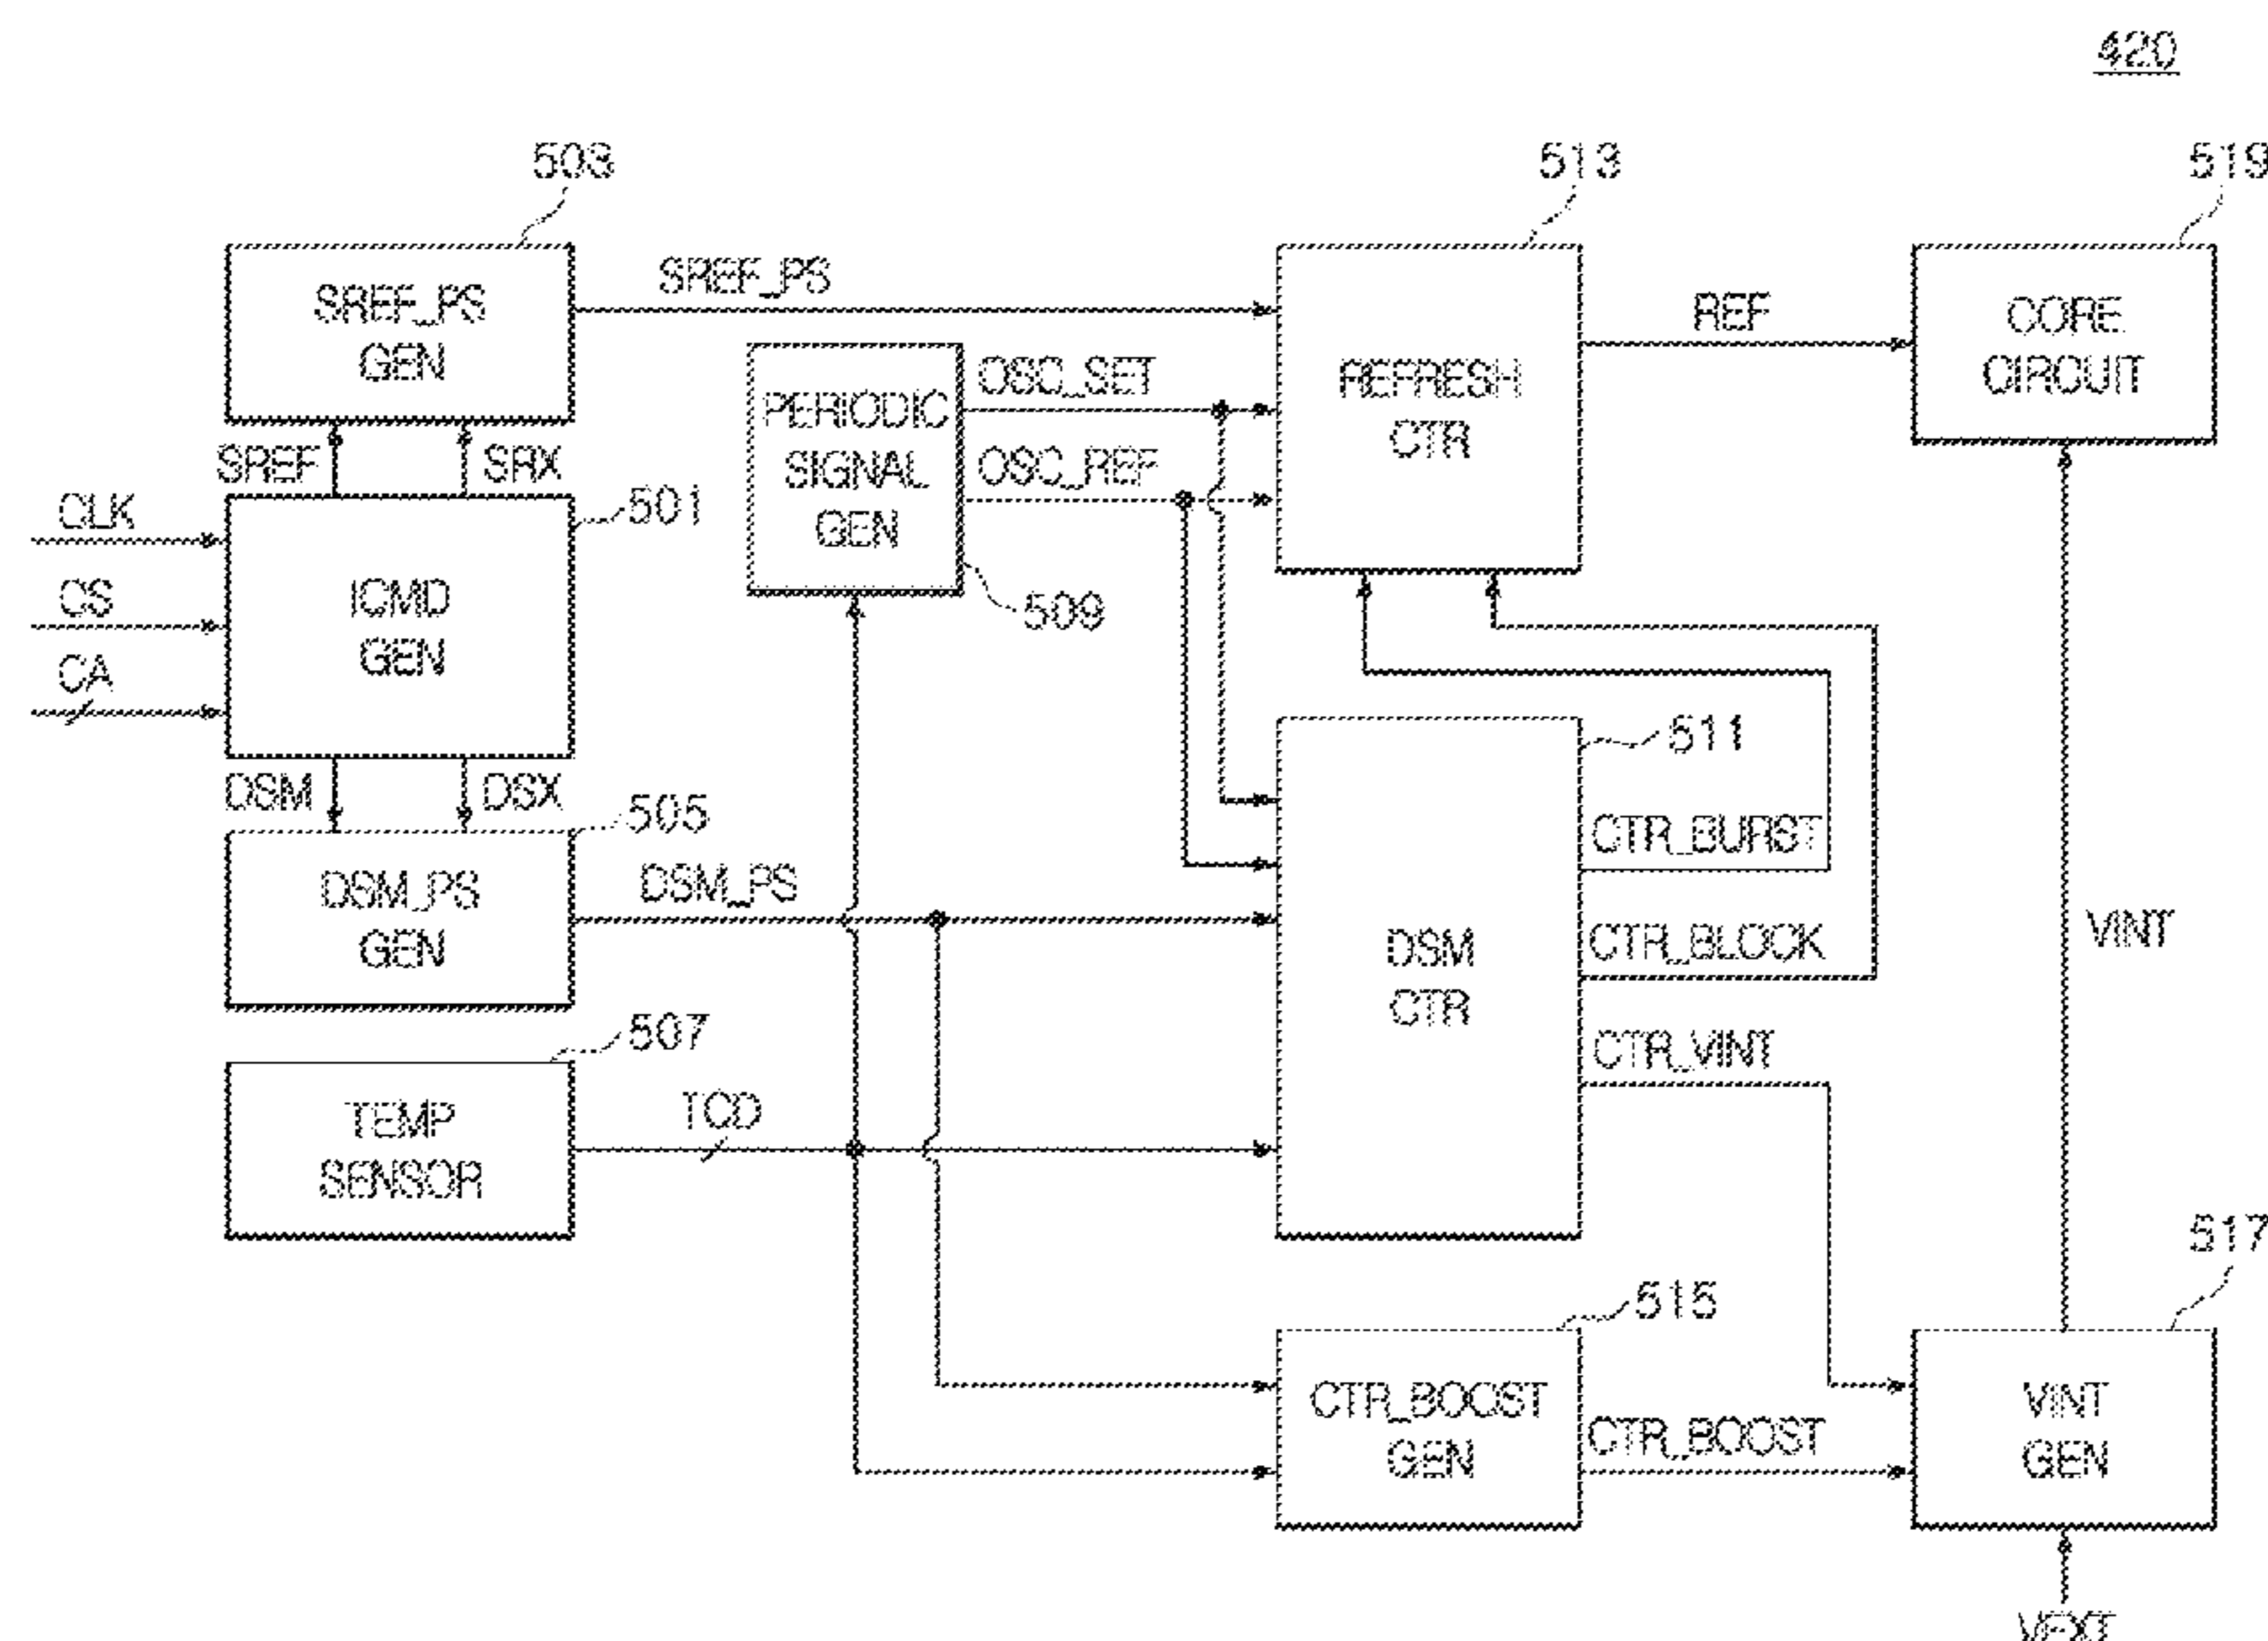 420
503
513
519
SREF_PS
GEN
SREF_PS
REFRESH
CTR
REF
CORE
CIRCUIT
PERIODIC
SIGNAL
GEN
OSC_SET
OSC_REF
509
SREF
SRX
CLK
CS
CA
ICMD
GEN
501
DSM
DSX
505
DSM_PS
GEN
DSM_PS
511
DSM
CTR
CTR_BURST
CTR_BLOCK
CTR_VINT
VINT
507
TEMP
SENSOR
TCD
515
CTR_BOOST
GEN
CTR_BOOST
517
VINT
GEN
VEXT